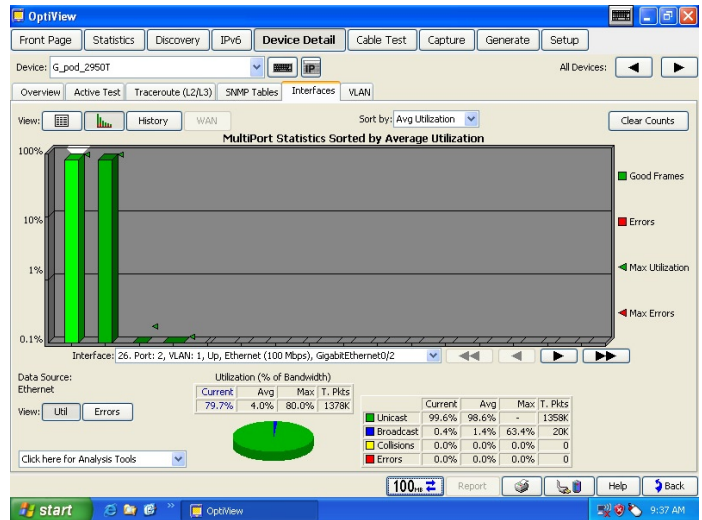 OptiView
Front Page Statistics Discovery IPv6 Device Detail Cable Test Capture Generate Setup
Device: G_pod_2950T IP All Devices:
Overview Active Test Traceroute (L2/L3) SNMP Tables Interfaces VLAN
View: History WAN Sort by: Avg Utilization Clear Counts
MultiPort Statistics Sorted by Average Utilization
100%
Good Frames
10%
Errors
1%
Max Utilization
Max Errors
0.1%
Interface: 26. Port: 2, VLAN: 1, Up, Ethernet (100 Mbps), GigabitEthernet0/2
Data Source:
Ethernet
Utilization (% of Bandwidth)
Current Avg Max T. Pkts
79.7% 4.0% 80.0% 1378K
View: Util Errors
Current Avg Max T. Pkts
Unicast 99.6% 98.6% - 1358K
Broadcast 0.4% 1.4% 63.4% 20K
Collisions 0.0% 0.0% 0.0% 0
Errors 0.0% 0.0% 0.0% 0
Click here for Analysis Tools
100 Report Help Back
start OptiView 9:37 AM